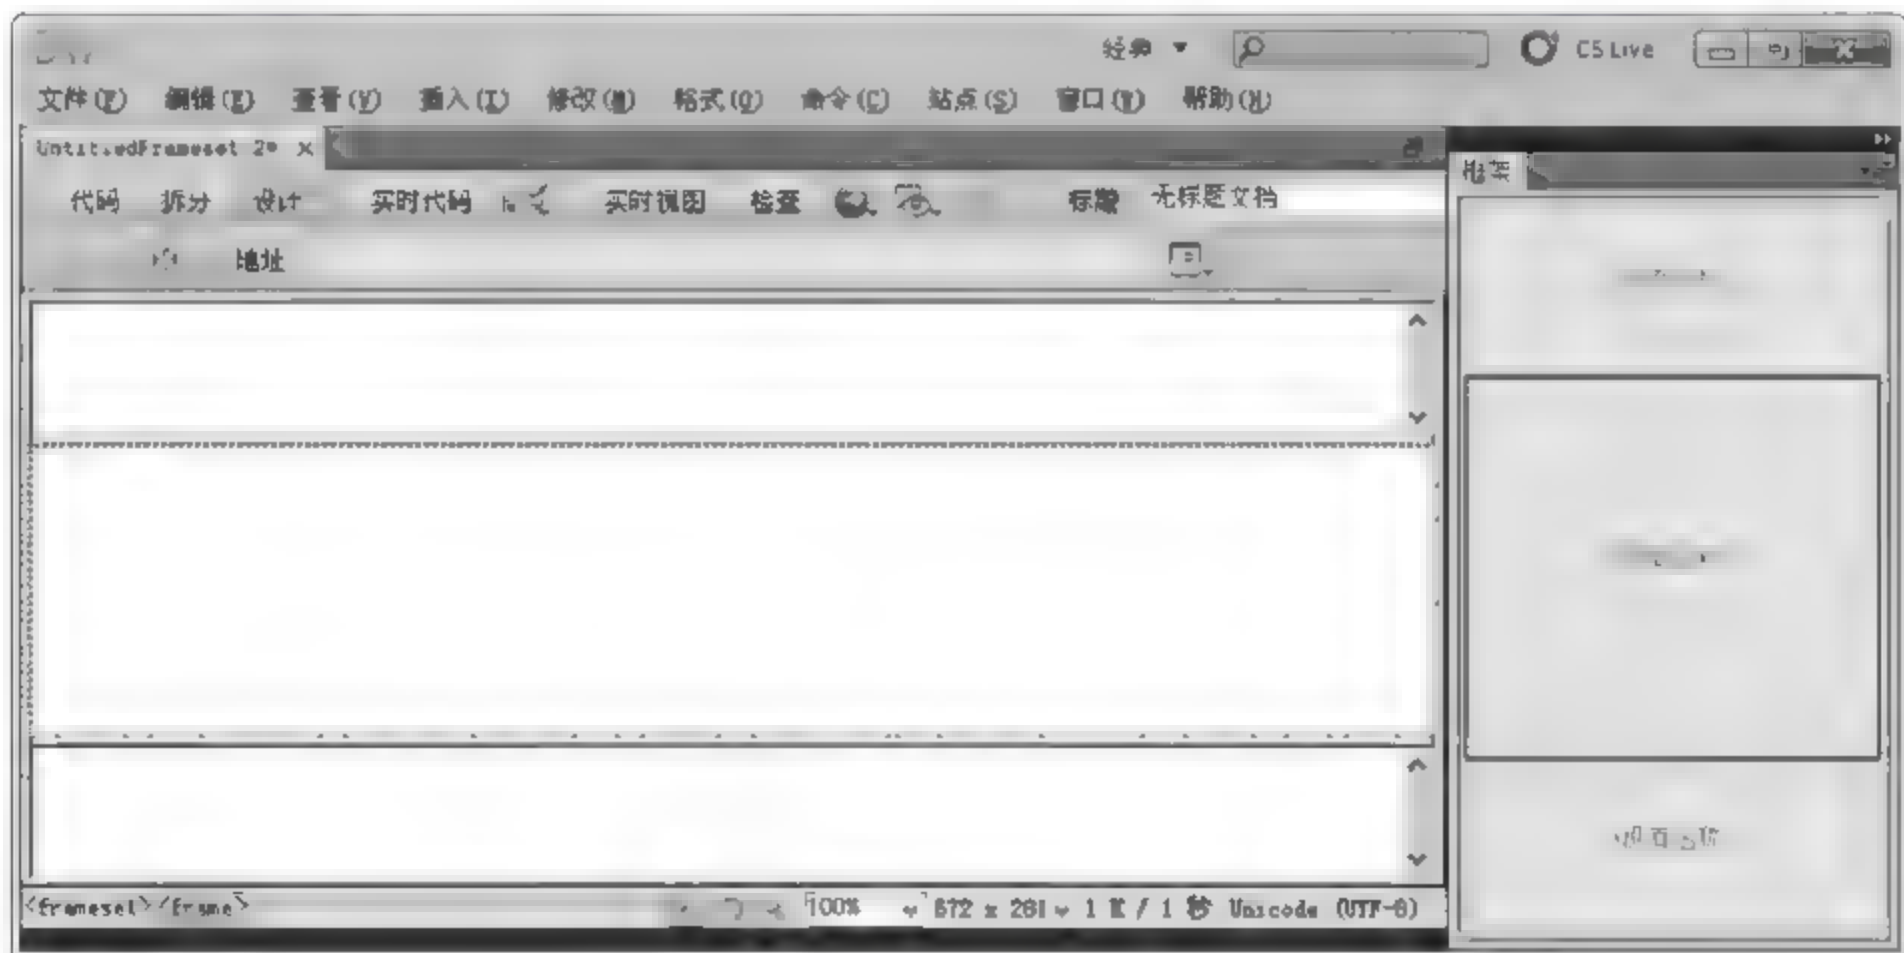 经典 CS Live
文件(F) 编辑(E) 查看(V) 插入(I) 修改(M) 格式(O) 命令(C) 站点(S) 窗口(W) 帮助(H)
UntitledFrameset 2* ×
框架
代码 拆分 设计 实时代码 实时视图 检查 标题 无标题文档
地址
<frameset><frame> 100% 672 x 281 1 K / 1 秒 Unicode (UTF-8)